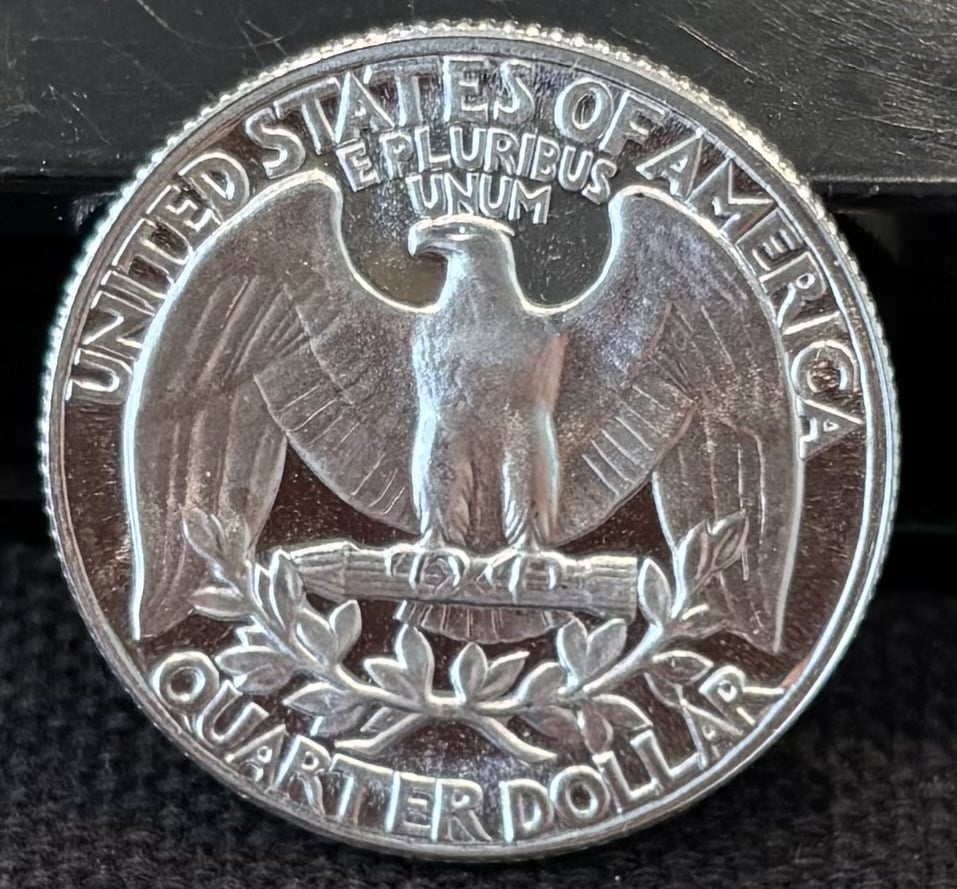 UNITED STATES OF AMERICA
E PLURIBUS
UNUM
QUARTER DOLLAR